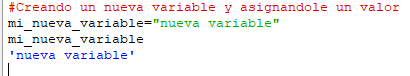 #Creando un nueva variable y asignandole un valor
mi_nueva_variable="nueva variable"
mi_nueva_variable
'nueva variable'